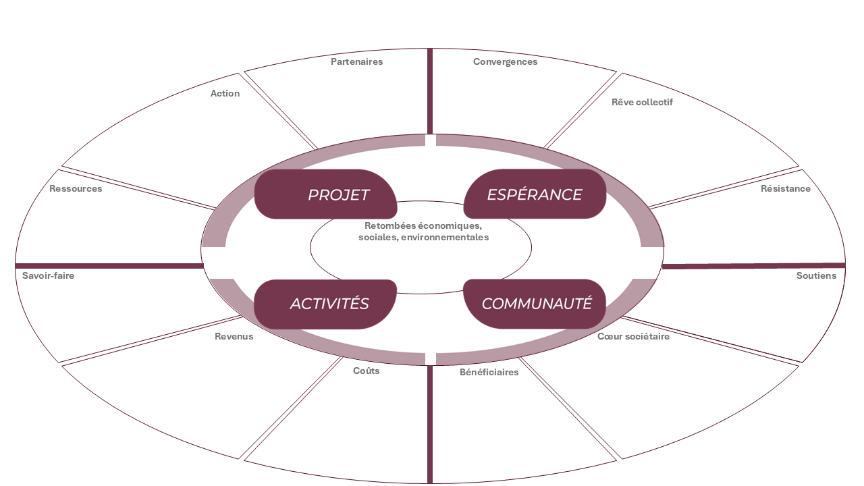 Partenaires
Convergences
Action
Rêve collectif
Ressources
Résistance
PROJET
ESPÉRANCE
Retombées économiques,
sociales, environnementales
Savoir-faire
Soutiens
ACTIVITÉS
COMMUNAUTÉ
Revenus
Cœur sociétaire
Coûts
Bénéficiaires